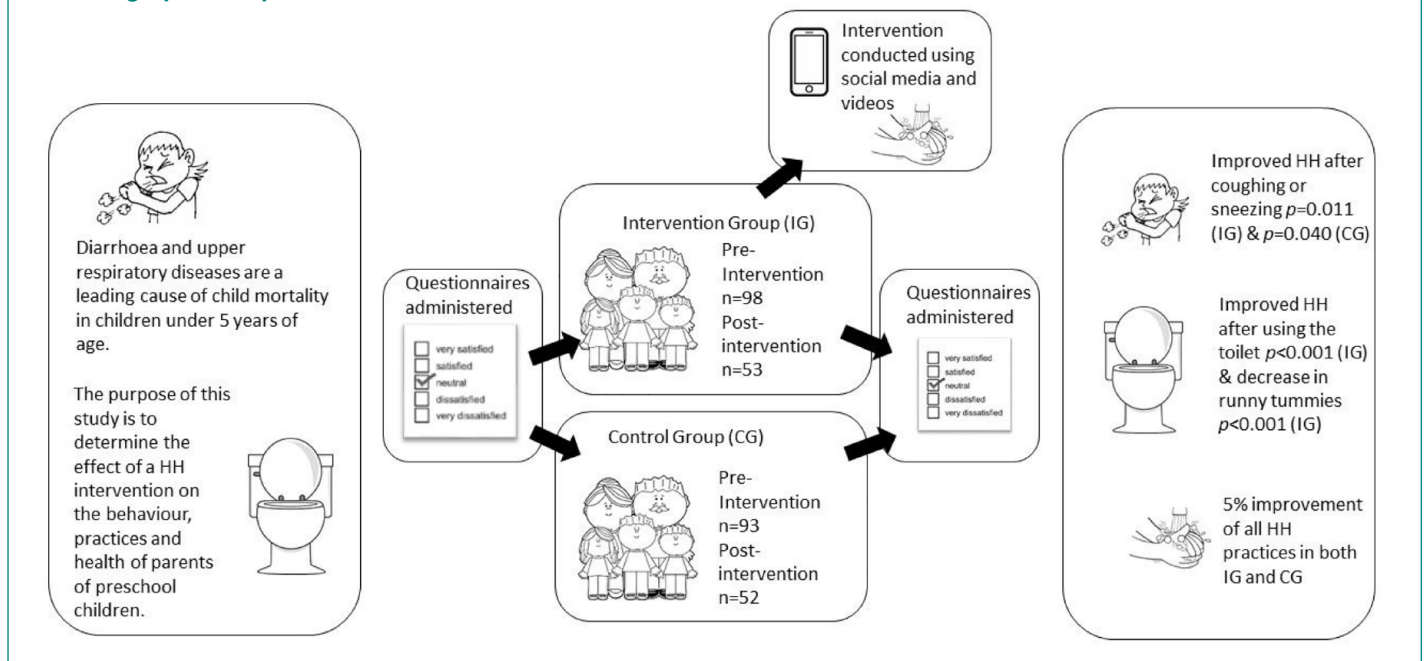 Diarrhoea and upper
respiratory diseases are a
leading cause of child mortality
in children under 5 years of
age.
The purpose of this
study is to
determine the
effect of a HH
intervention on
the behaviour,
practices and
health of parents
of preschool
children.
Questionnaires
administered
very satisfied
satisfied
neutral
dissatisfied
very dissatisfied
Intervention
conducted using
social media and
videos
Intervention Group (IG)
Pre-
Intervention
n=98
Post-
intervention
n=53
Control Group (CG)
Pre-
Intervention
n=93
Post-
intervention
n=52
Questionnaires
administered
very satisfied
satisfied
neutral
dissatisfied
very dissatisfied
Improved HH after
coughing or
sneezing p=0.011
(IG) & p=0.040 (CG)
Improved HH
after using the
toilet p<0.001 (IG)
& decrease in
runny tummies
p<0.001 (IG)
5% improvement
of all HH
practices in both
IG and CG